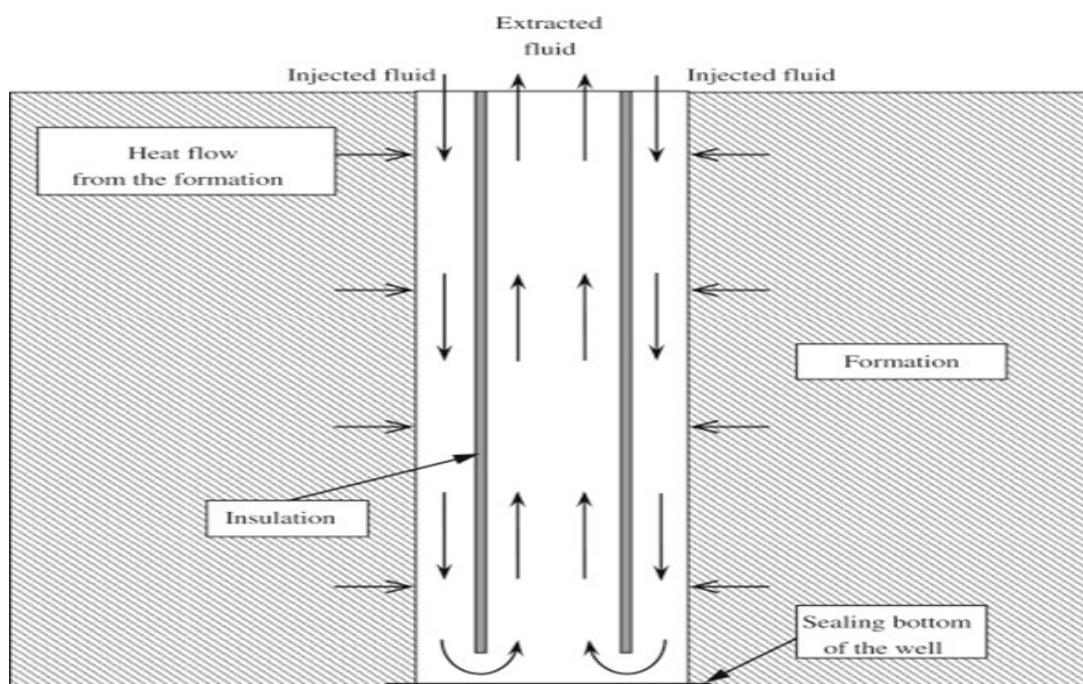 Extracted
fluid
Injected fluid
Injected fluid
Heat flow
from the formation
Formation
Insulation
Sealing bottom
of the well